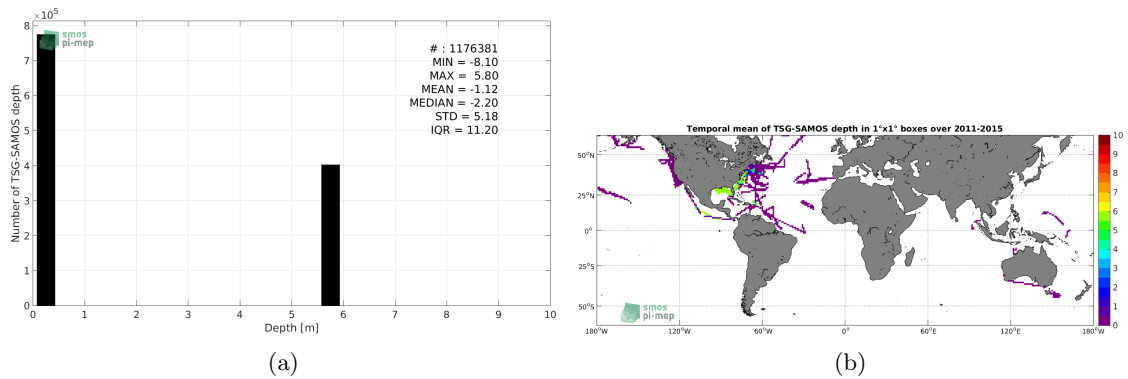 ×10⁵
smos
pi-mep
8
7
6
5
4
3
2
1
0
Number of TSG-SAMOS depth
# : 1176381
MIN = -8.10
MAX = 5.80
MEAN = -1.12
MEDIAN = -2.20
STD = 5.18
IQR = 11.20
0 1 2 3 4 5 6 7 8 9 10
Depth [m]
(a)
Temporal mean of TSG-SAMOS depth in 1°x1° boxes over 2011-2015
50°N
25°N
0°
25°S
50°S
smos
pi-mep
180°W 120°W 60°W 0° 60°E 120°E 180°W
10
9
8
7
6
5
4
3
2
1
0
(b)